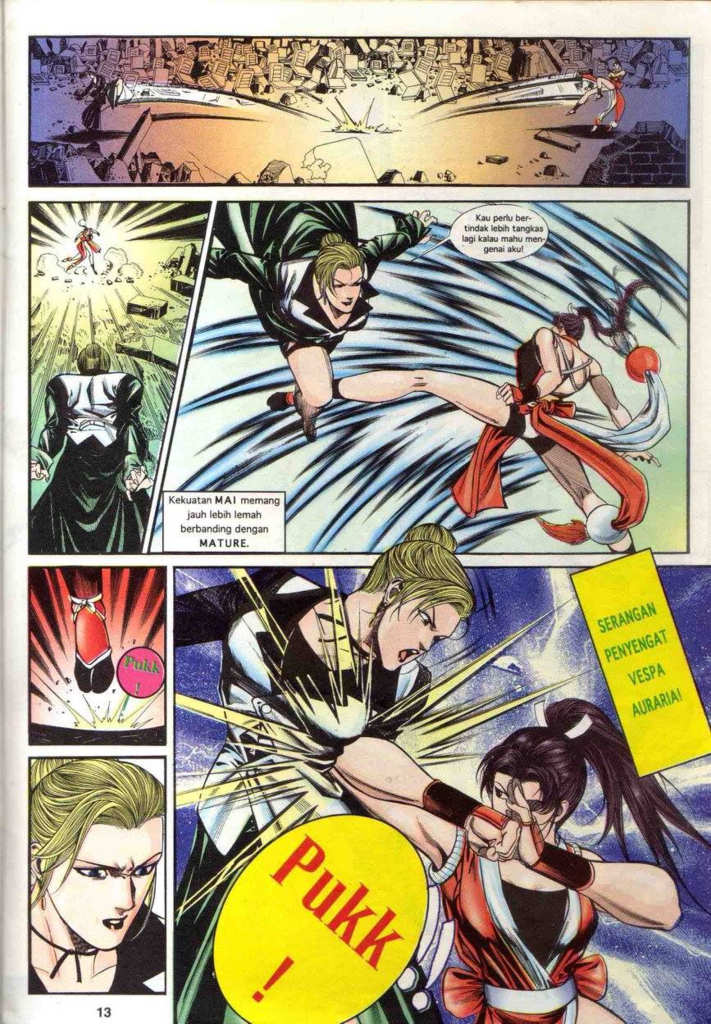 Kau perlu ber-
tindak lebih tangkas
lagi kalau mahu me-
ngenai aku!
Kekuatan MAI memang
jauh lebih lemah
berbanding dengan
MATURE.
Pukk
!
SERANGAN
PENYENGAT
VESPA
AURARIA!
Pukk
!
13